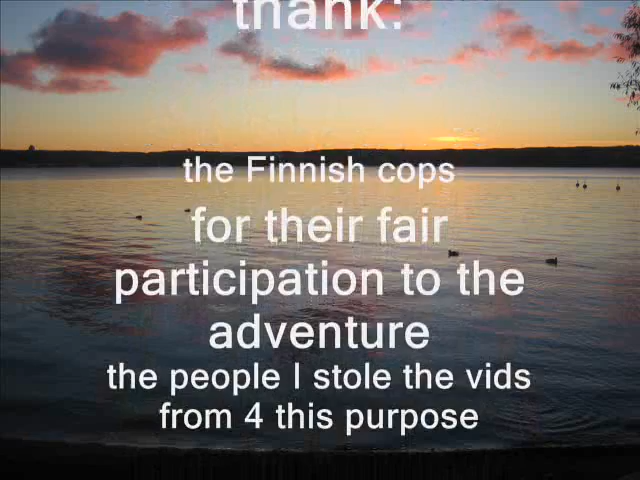 thank:
the Finnish cops
for their fair
participation to the
adventure
the people I stole the vids
from 4 this purpose